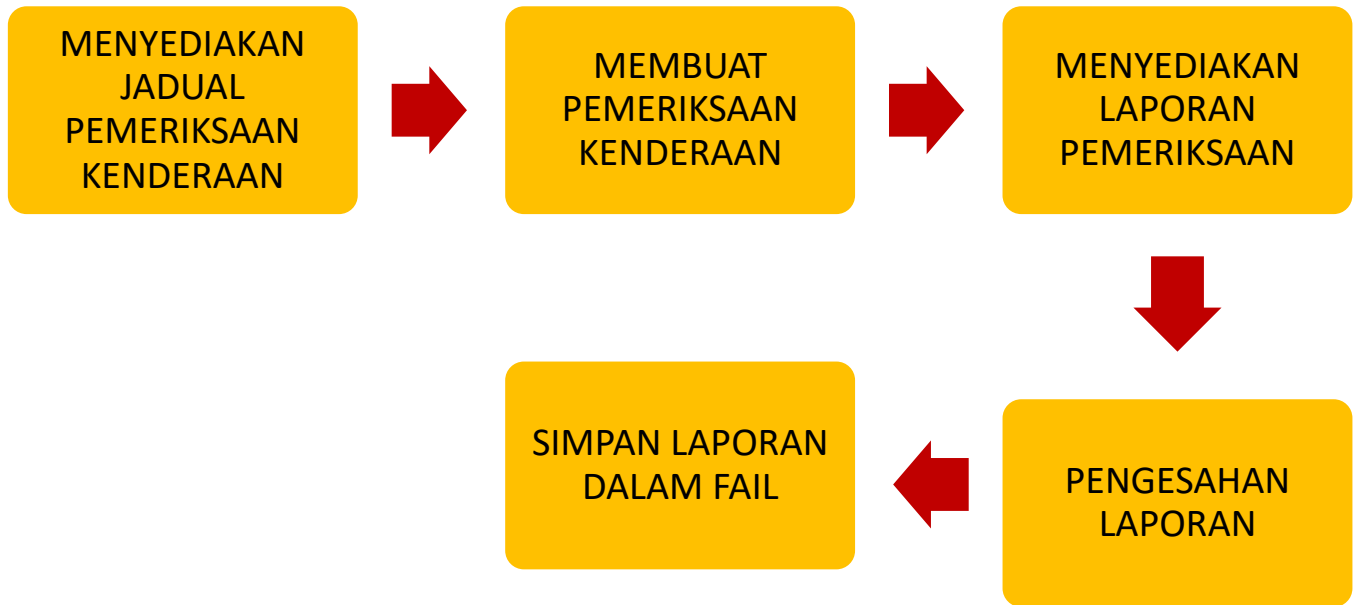 MENYEDIAKAN
JADUAL
PEMERIKSAAN
KENDERAAN
MEMBUAT
PEMERIKSAAN
KENDERAAN
MENYEDIAKAN
LAPORAN
PEMERIKSAAN
PENGESAHAN
LAPORAN
SIMPAN LAPORAN
DALAM FAIL